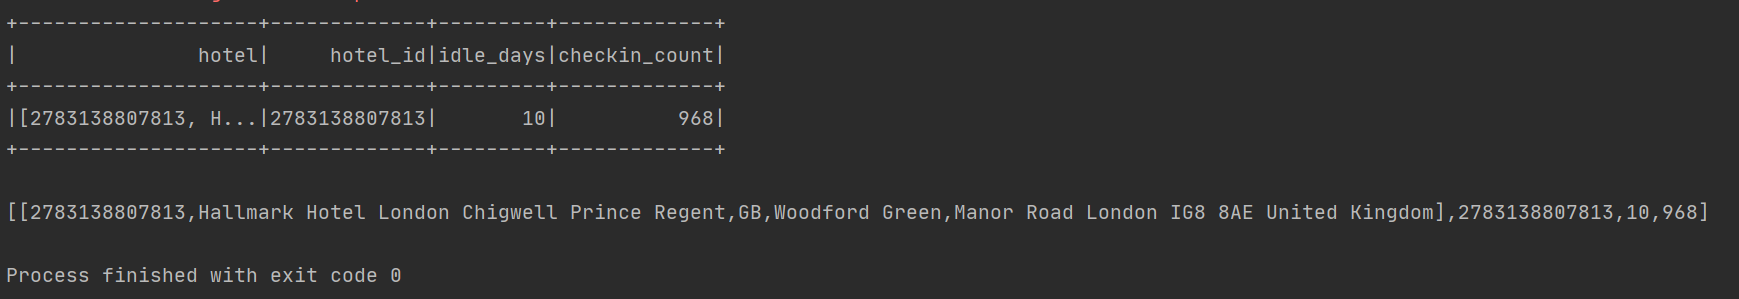 +--------------------+-------------+---------+-------------+
|               hotel|     hotel_id|idle_days|checkin_count|
+--------------------+-------------+---------+-------------+
|[2783138807813, H...|2783138807813|       10|          968|
+--------------------+-------------+---------+-------------+
[[2783138807813,Hallmark Hotel London Chigwell Prince Regent,GB,Woodford Green,Manor Road London IG8 8AE United Kingdom],2783138807813,10,968]
Process finished with exit code 0